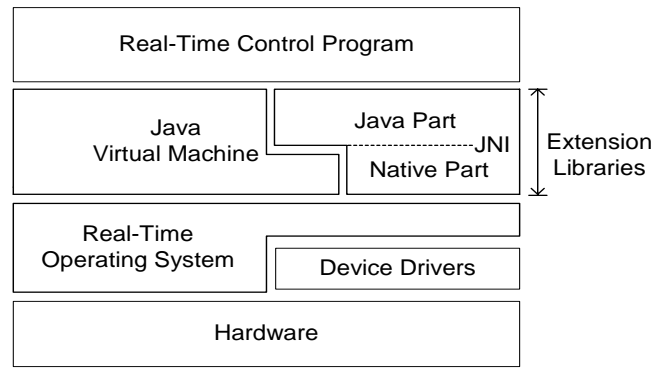 Real-Time Control Program
Java
Virtual Machine
Java Part
JNI
Native Part
Extension
Libraries
Real-Time
Operating System
Device Drivers
Hardware